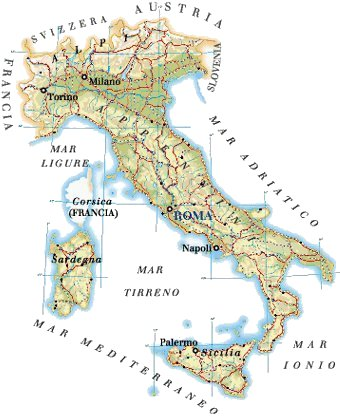 AUSTRIA
SVIZZERA
ALPI
SLOVENIA
FRANCIA
Milano
Torino
APPENNINI
MAR
LIGURE
MAR ADRIATICO
Corsica
(FRANCIA)
ROMA
Napoli
Sardegna
MAR
TIRRENO
MAR MEDITERRANEO
Palermo
Sicilia
MAR
IONIO